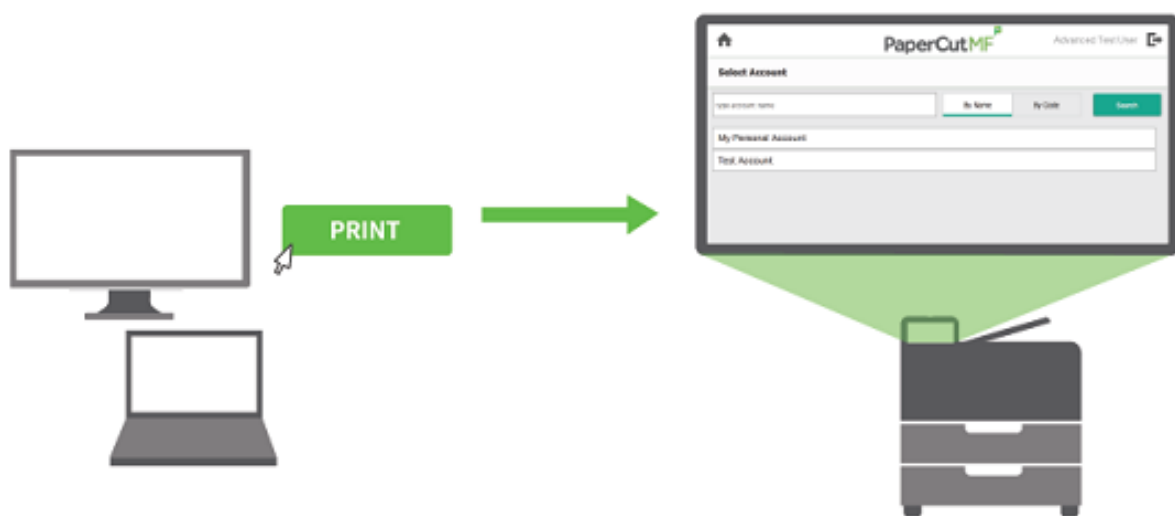 PRINT
PaperCutMF
Advanced Test User
Select Account
type account name
By Name
By Code
Search
My Personal Account
Test Account